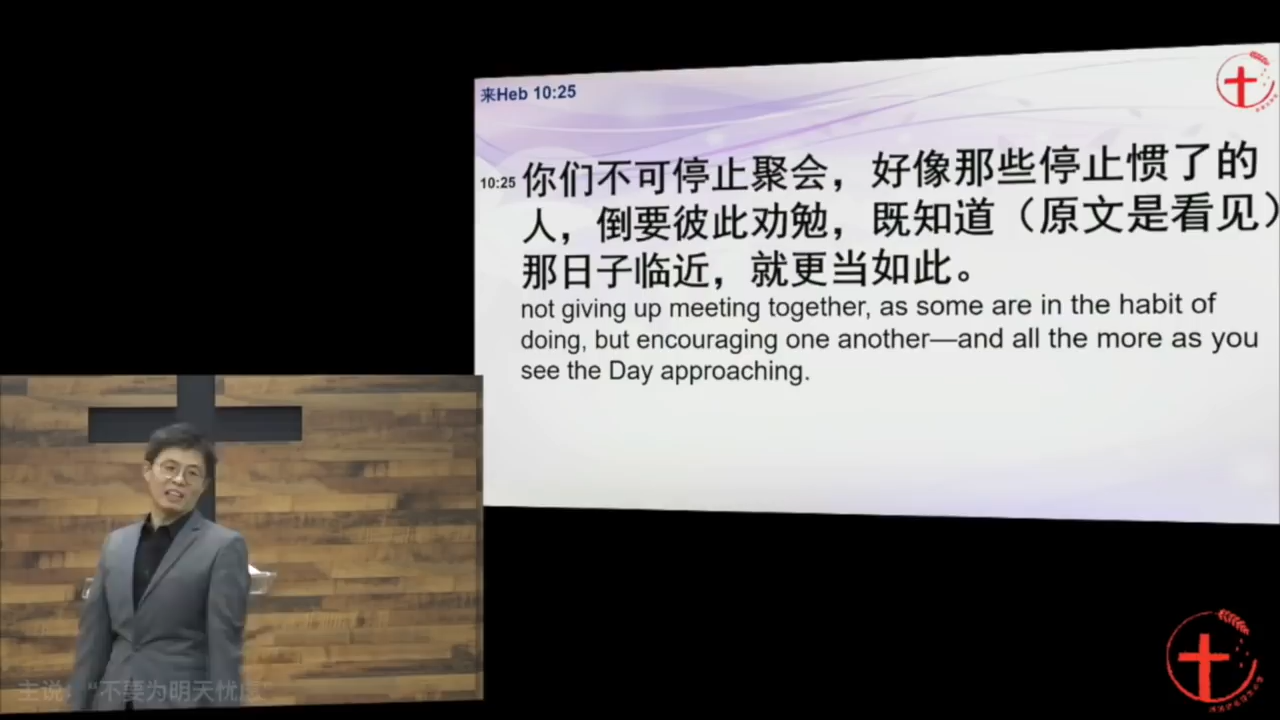 来Heb 10:25
10:25 你们不可停止聚会，好像那些停止惯了的
人，倒要彼此劝勉，既知道（原文是看见）
那日子临近，就更当如此。
not giving up meeting together, as some are in the habit of
doing, but encouraging one another—and all the more as you
see the Day approaching.
主说：“不要为明天忧虑”